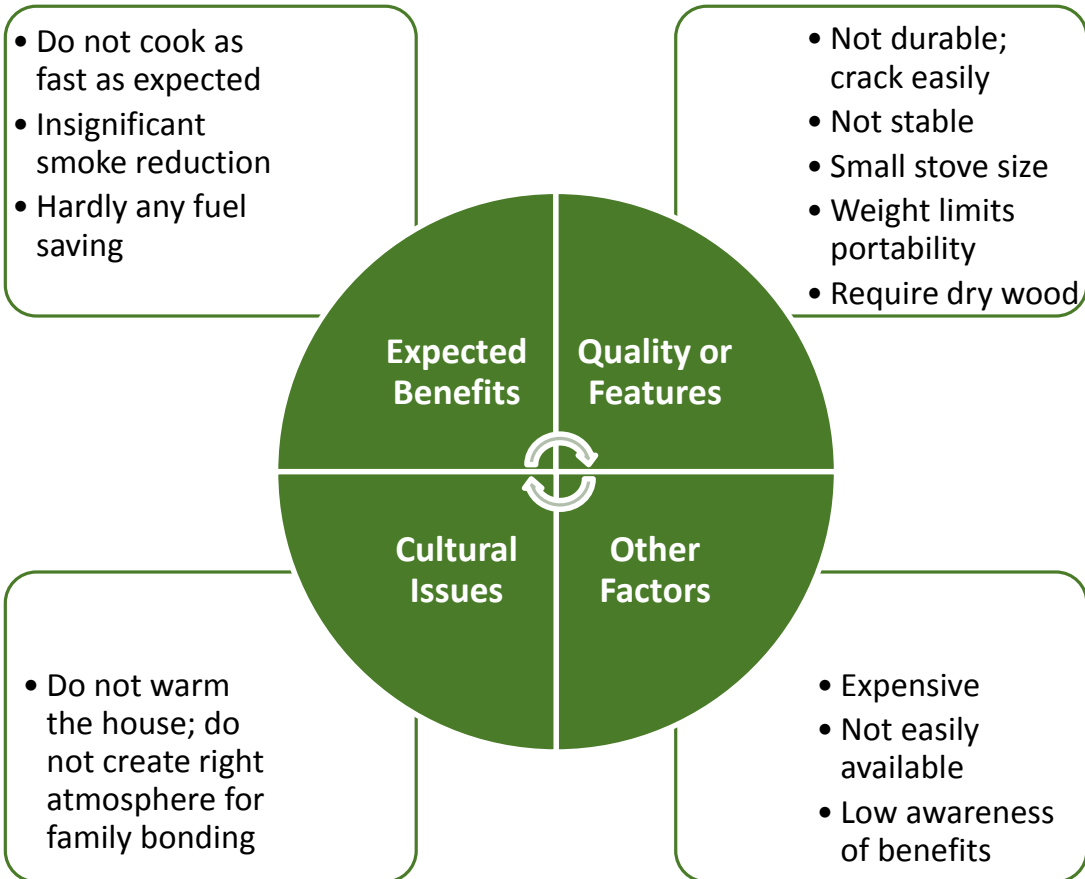 • Do not cook as
fast as expected
• Insignificant
smoke reduction
• Hardly any fuel
saving
• Not durable;
crack easily
• Not stable
• Small stove size
• Weight limits
portability
• Require dry wood
Expected
Benefits
Quality or
Features
Cultural
Issues
Other
Factors
• Do not warm
the house; do
not create right
atmosphere for
family bonding
• Expensive
• Not easily
available
• Low awareness
of benefits